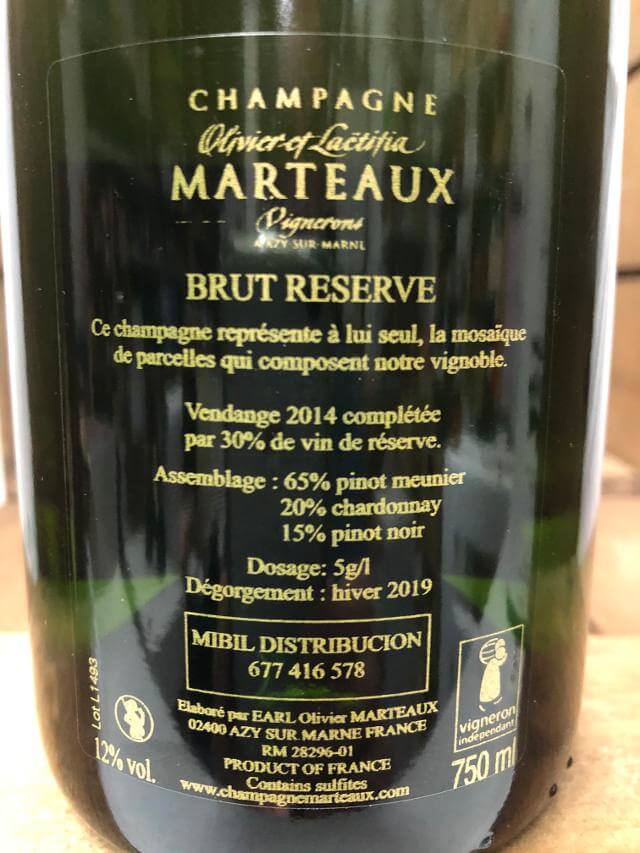 CHAMPAGNE
Olivier et Laëtitia
MARTEAUX
Vignerons
A AZY-SUR-MARNE
BRUT RESERVE
Ce champagne représente à lui seul, la mosaïque
de parcelles qui composent notre vignoble.
Vendange 2014 complétée
par 30% de vin de réserve.
Assemblage : 65% pinot meunier
20% chardonnay
15% pinot noir
Dosage: 5g/l
Dégorgement : hiver 2019
MIBIL DISTRIBUCION
677 416 578
Lot L1493
12% vol.
Elaboré par EARL Olivier MARTEAUX
02400 AZY SUR MARNE FRANCE
RM 28296-01
PRODUCT OF FRANCE
Contains sulfites
www.champagnemarteaux.com
vigneron
indépendant
750 ml